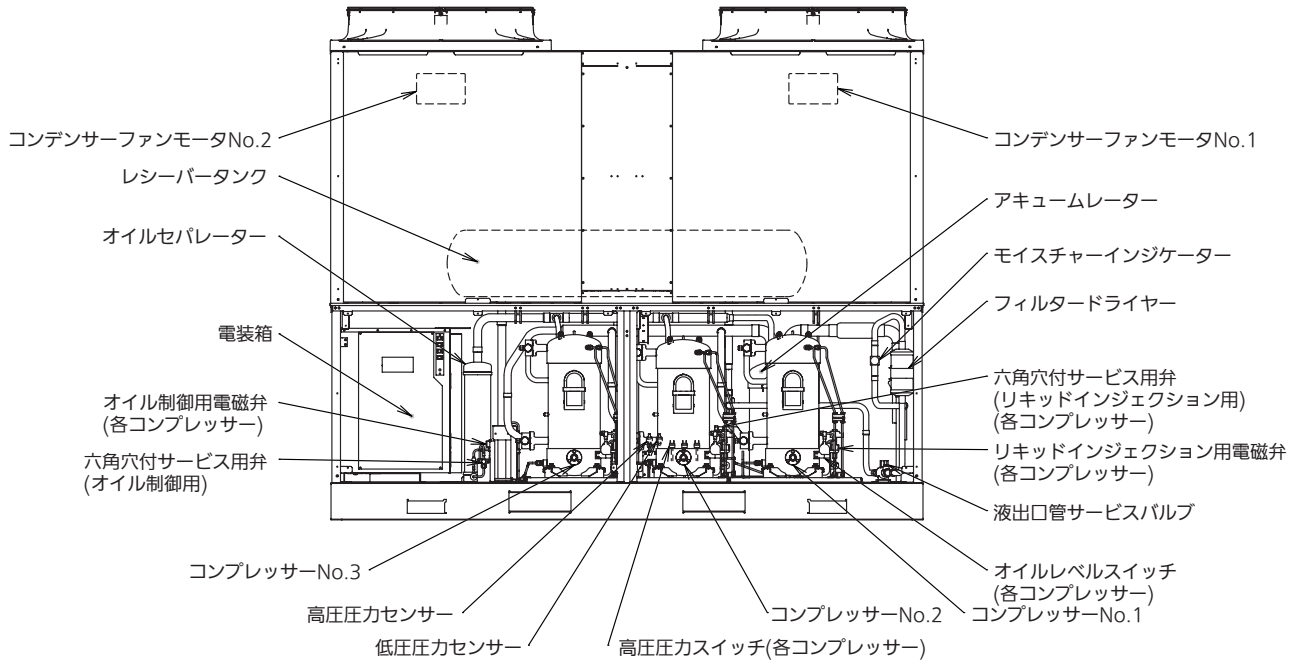 コンデンサーファンモータNo.2
レシーバータンク
オイルセパレーター
電装箱
オイル制御用電磁弁
(各コンプレッサー)
六角穴付サービス用弁
(オイル制御用)
コンデンサーファンモータNo.1
アキュームレーター
モイスチャーインジケーター
フィルタードライヤー
六角穴付サービス用弁
(リキッドインジェクション用)
(各コンプレッサー)
リキッドインジェクション用電磁弁
(各コンプレッサー)
液出口管サービスバルブ
オイルレベルスイッチ
(各コンプレッサー)
コンプレッサーNo.3
高圧圧力センサー
低圧圧力センサー
高圧圧力スイッチ(各コンプレッサー)
コンプレッサーNo.2
コンプレッサーNo.1